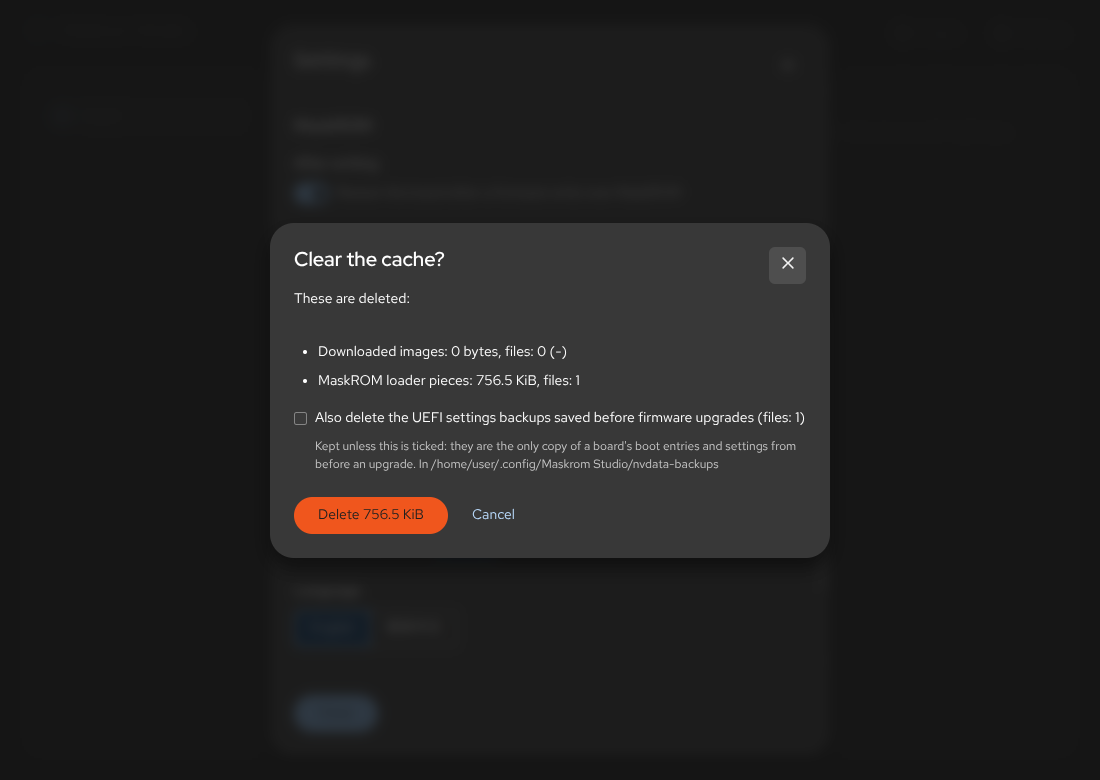 Clear the cache?
These are deleted:
• Downloaded images: 0 bytes, files: 0 (-)
• MaskROM loader pieces: 756.5 KiB, files: 1
Also delete the UEFI settings backups saved before firmware upgrades (files: 1)
Kept unless this is ticked: they are the only copy of a board's boot entries and settings from
before an upgrade. In /home/user/.config/Maskrom Studio/nvdata-backups
Delete 756.5 KiB
Cancel